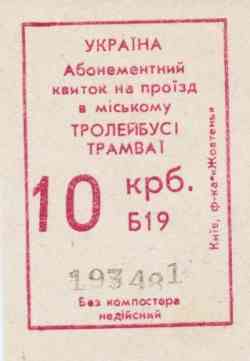 УКРАЇНА
Абонементний
квиток на проїзд
в міському
ТРОЛЕЙБУСІ
ТРАМВАЇ
10 крб.
Б19
193481
Без компостера
недійсний
Київ, ф-ка «Жовтень»